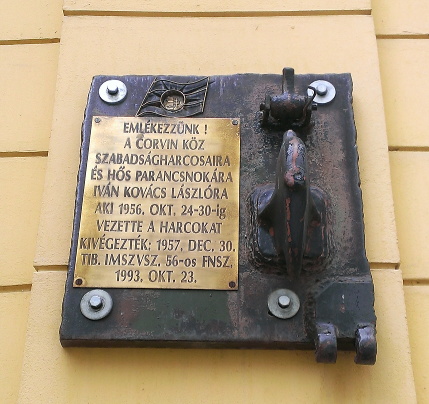 EMLÉKEZZÜNK !
A CORVIN KÖZ
SZABADSÁGHARCOSAIRA
ÉS HŐS PARANCSNOKÁRA
IVÁN KOVÁCS LÁSZLÓRA
AKI 1956. OKT. 24-30-ig
VEZETTE A HARCOKAT
KIVÉGEZTÉK: 1957. DEC. 30.
TIB. IMSZVSZ. 56-os FNSZ.
1993. OKT. 23.